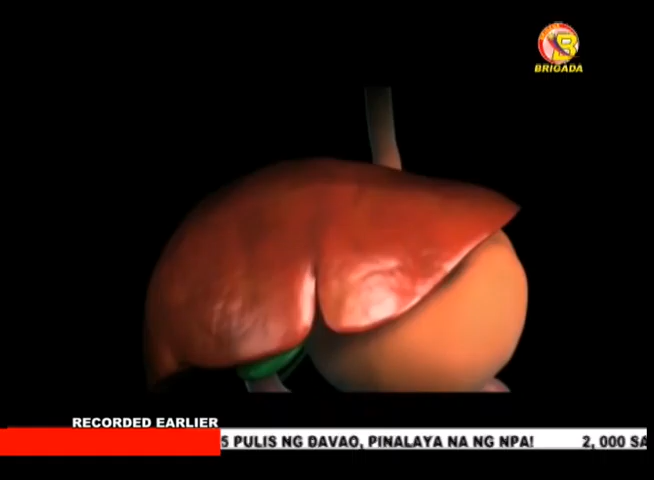 BRIGADA
RECORDED EARLIER
5 PULIS NG DAVAO, PINALAYA NA NG NPA! 2, 000 SA